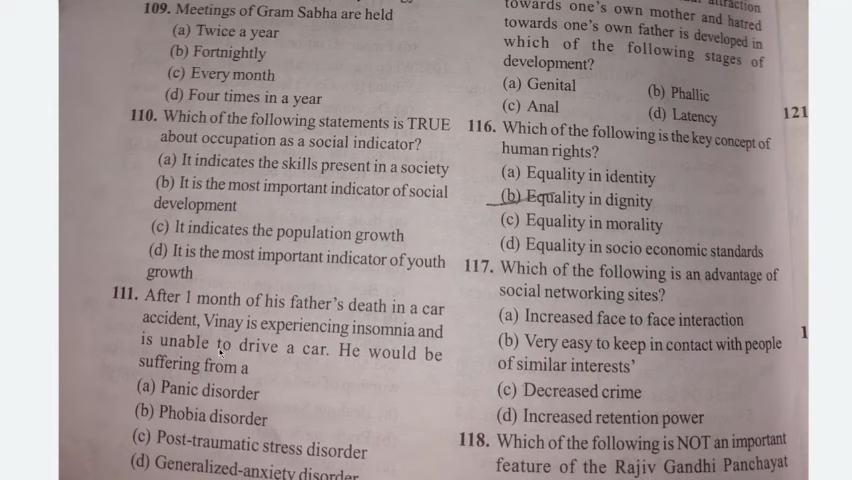 109. Meetings of Gram Sabha are held
(a) Twice a year
(b) Fortnightly
(c) Every month
(d) Four times in a year
110. Which of the following statements is TRUE
about occupation as a social indicator?
(a) It indicates the skills present in a society
(b) It is the most important indicator of social
development
(c) It indicates the population growth
(d) It is the most important indicator of youth
growth
111. After 1 month of his father's death in a car
accident, Vinay is experiencing insomnia and
is unable to drive a car. He would be
suffering from a
(a) Panic disorder
(b) Phobia disorder
(c) Post-traumatic stress disorder
(d) Generalized-anxiety disorder
attraction
towards one's own mother and hatred
towards one's own father is developed in
which of the following stages of
development?
(a) Genital
(b) Phallic
(c) Anal
(d) Latency
116. Which of the following is the key concept of
human rights?
(a) Equality in identity
(b) Equality in dignity
(c) Equality in morality
(d) Equality in socio economic standards
117. Which of the following is an advantage of
social networking sites?
(a) Increased face to face interaction
(b) Very easy to keep in contact with people
of similar interests'
(c) Decreased crime
(d) Increased retention power
118. Which of the following is NOT an important
feature of the Rajiv Gandhi Panchayat
121
1